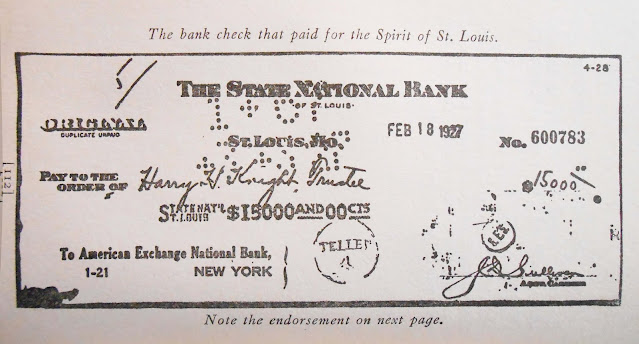 The bank check that paid for the Spirit of St. Louis.
4-28
THE STATE NATIONAL BANK
OF ST. LOUIS.
ORIGINAL
DUPLICATE UNPAID
ST. LOUIS, MO. FEB 18 1927 No. 600783
PAY TO THE
ORDER OF Harry H. Knight, Trustee $15000
STATE NAT'L
ST. LOUIS $15000 AND 00 CTS
TELLER
To American Exchange National Bank,
1-21 NEW YORK
ASST. CASHIER
112
Note the endorsement on next page.